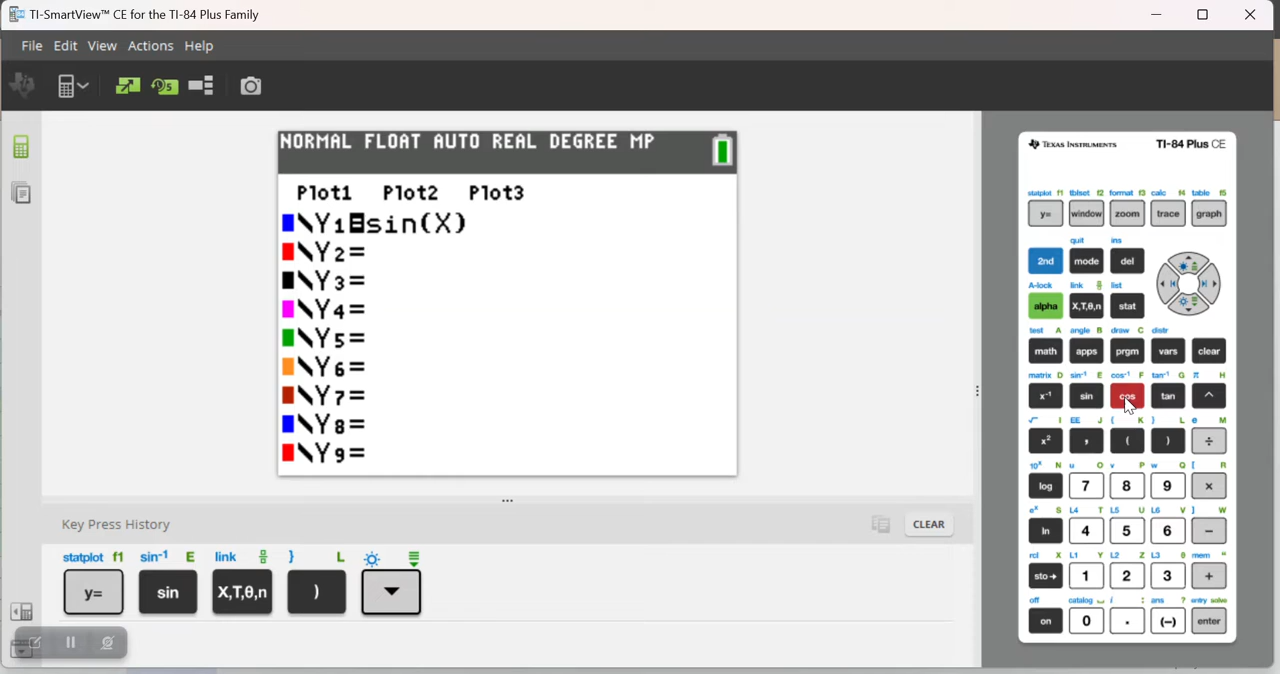 TI-SmartView™ CE for the TI-84 Plus Family
File Edit View Actions Help
NORMAL FLOAT AUTO REAL DEGREE MP
Plot1 Plot2 Plot3
\Y1=sin(X)
\Y2=
\Y3=
\Y4=
\Y5=
\Y6=
\Y7=
\Y8=
\Y9=
Key Press History
CLEAR
statplot f1 sin-1 E link } L
y= sin X,T,θ,n )
TEXAS INSTRUMENTS TI-84 Plus CE
statplot f1 tblset f2 format f3 calc f4 table f5
y= window zoom trace graph
quit ins
2nd mode del
A-lock link list
alpha X,T,θ,n stat
test A angle B draw C distr
math apps prgm vars clear
matrix D sin-1 E cos-1 F tan-1 G π H
x-1 sin cos tan ^
√ I EE J { K } L e M
x² , ( ) ÷
10x N u O v P w Q [ R
log 7 8 9 ×
ex S L4 T L5 U L6 V ] W
ln 4 5 6 −
rcl X L1 Y L2 Z L3 θ mem "
sto→ 1 2 3 +
off catalog i : ans ? entry solve
on 0 . (−) enter